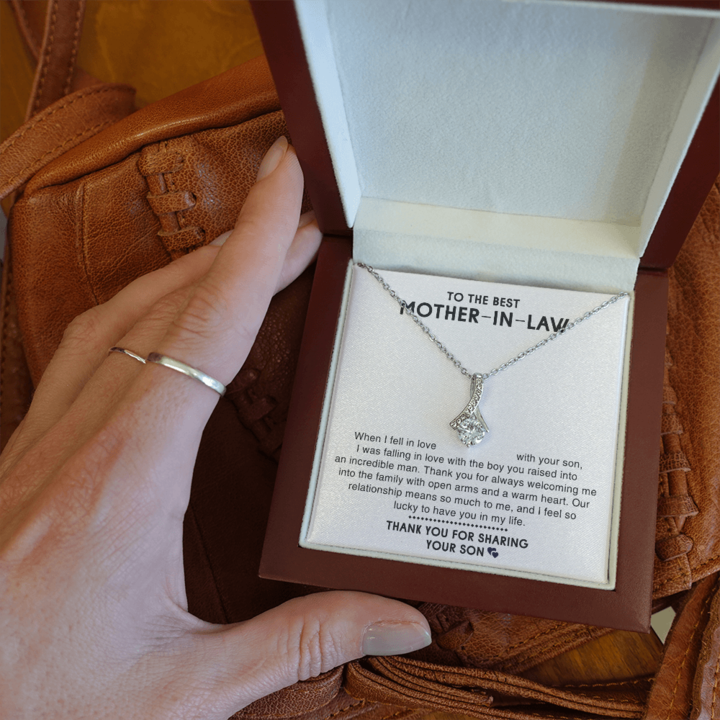 TO THE BEST
MOTHER-IN-LAW
When I fell in love with your son,
I was falling in love with the boy you raised into
an incredible man. Thank you for always welcoming me
into the family with open arms and a warm heart. Our
relationship means so much to me, and I feel so
lucky to have you in my life.
THANK YOU FOR SHARING
YOUR SON